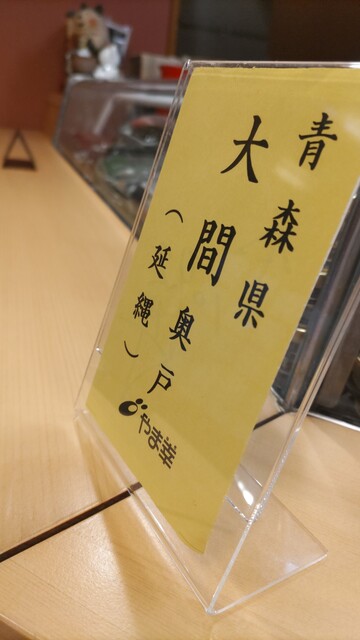 青森県
大間奥戸
（延縄）
やま幸